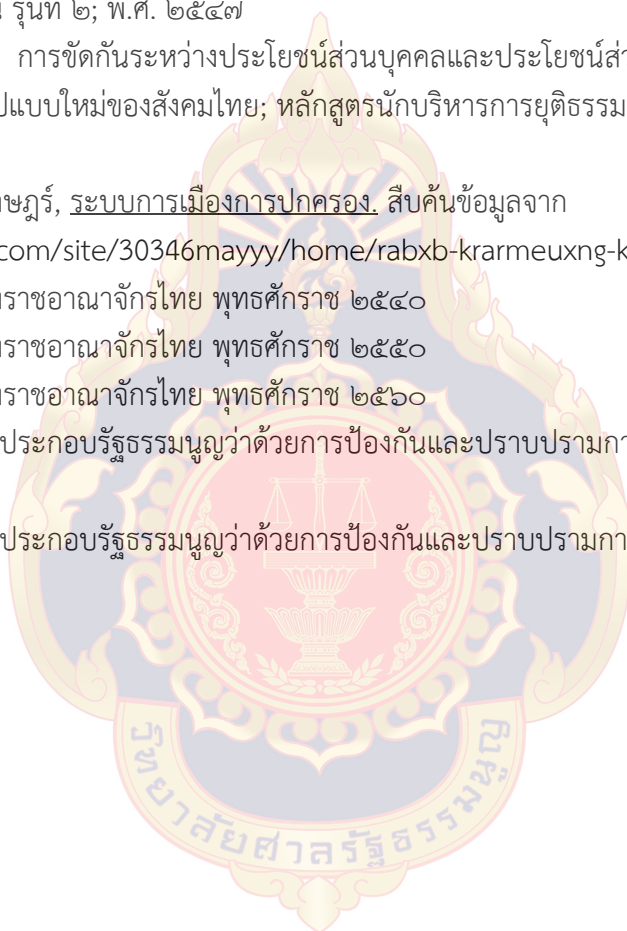 น รุ่นที่ ๒; พ.ศ. ๒๕๔๗
การขัดกันระหว่างประโยชน์ส่วนบุคคลและประโยชน์ส่ว
ปแบบใหม่ของสังคมไทย; หลักสูตรนักบริหารการยุติธรรม
ษฎร์, ระบบการเมืองการปกครอง. สืบค้นข้อมูลจาก
.com/site/30346mayyy/home/rabxb-krarmeuxng-k
ราชอาณาจักรไทย พุทธศักราช ๒๕๔๐
ราชอาณาจักรไทย พุทธศักราช ๒๕๕๐
ราชอาณาจักรไทย พุทธศักราช ๒๕๖๐
ประกอบรัฐธรรมนูญว่าด้วยการป้องกันและปราบปรามกา
ประกอบรัฐธรรมนูญว่าด้วยการป้องกันและปราบปรามกา
วิทยาลัยศาลรัฐธรรมนูญ